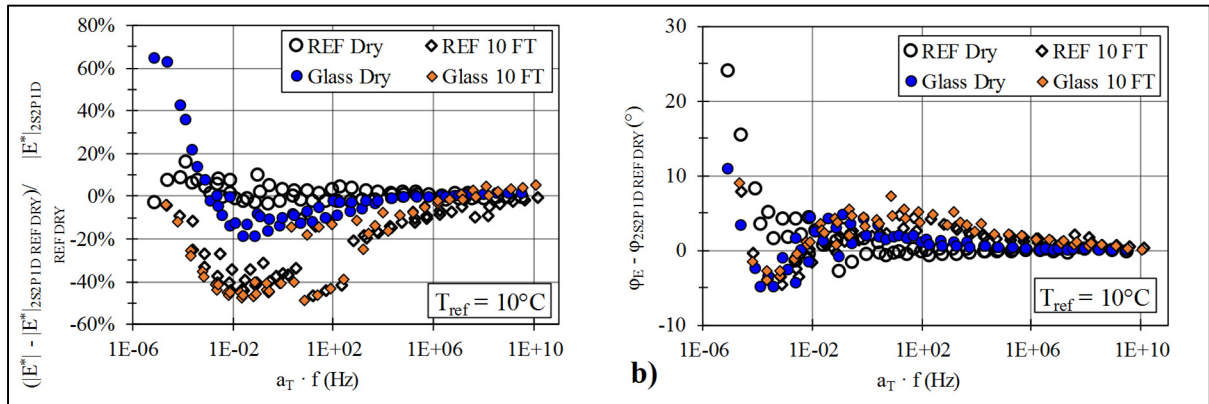 80%
60%
40%
20%
0%
-20%
-40%
-60%
(|E*| - |E*|2S2P1D REF DRY)/ |E*|2S2P1D
REF DRY
REF Dry
REF 10 FT
Glass Dry
Glass 10 FT
Tref = 10°C
1E-06
1E-02
1E+02
1E+06
1E+10
aT · f (Hz)
30
20
10
0
-10
φE - φ2S2P1D REF DRY (°)
REF Dry
REF 10 FT
Glass Dry
Glass 10 FT
Tref = 10°C
1E-06
1E-02
1E+02
1E+06
1E+10
b)
aT · f (Hz)